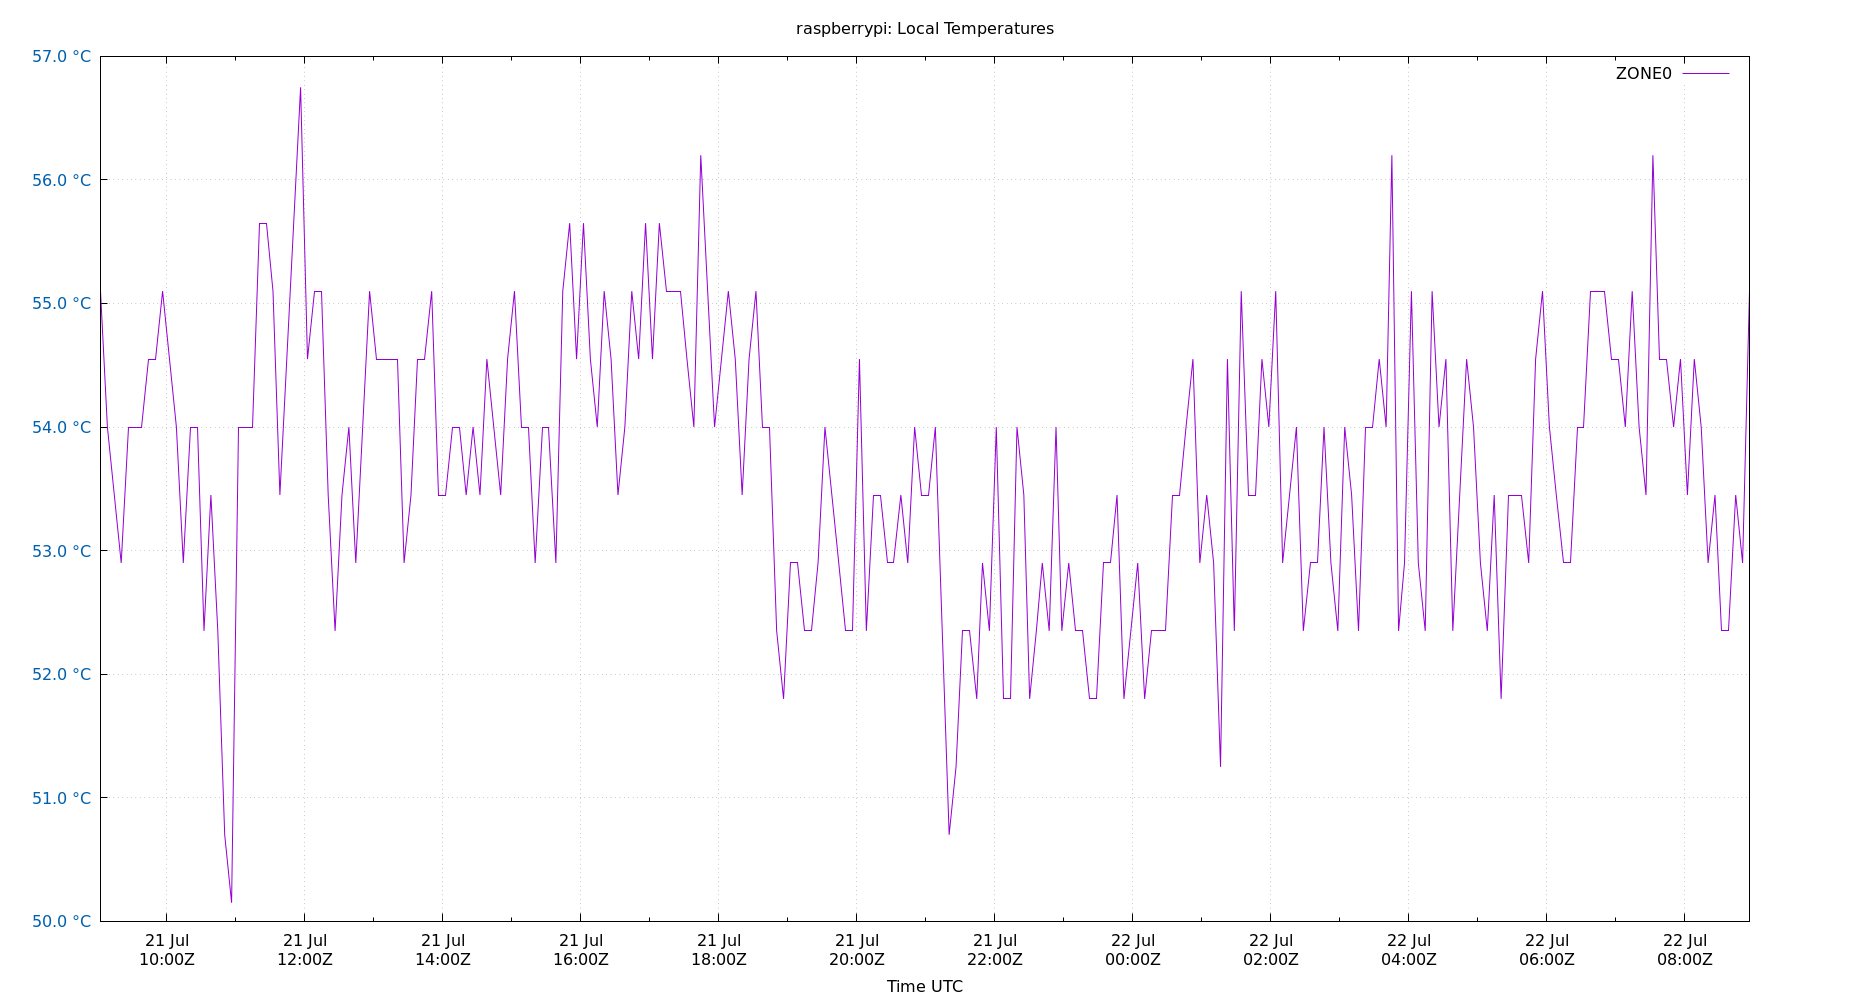 raspberrypi: Local Temperatures
57.0 °C
ZONE0
56.0 °C
55.0 °C
54.0 °C
53.0 °C
52.0 °C
51.0 °C
50.0 °C
21 Jul 21 Jul 21 Jul 21 Jul 21 Jul 21 Jul 21 Jul 22 Jul 22 Jul 22 Jul 22 Jul 22 Jul
10:00Z 12:00Z 14:00Z 16:00Z 18:00Z 20:00Z 22:00Z 00:00Z 02:00Z 04:00Z 06:00Z 08:00Z
Time UTC